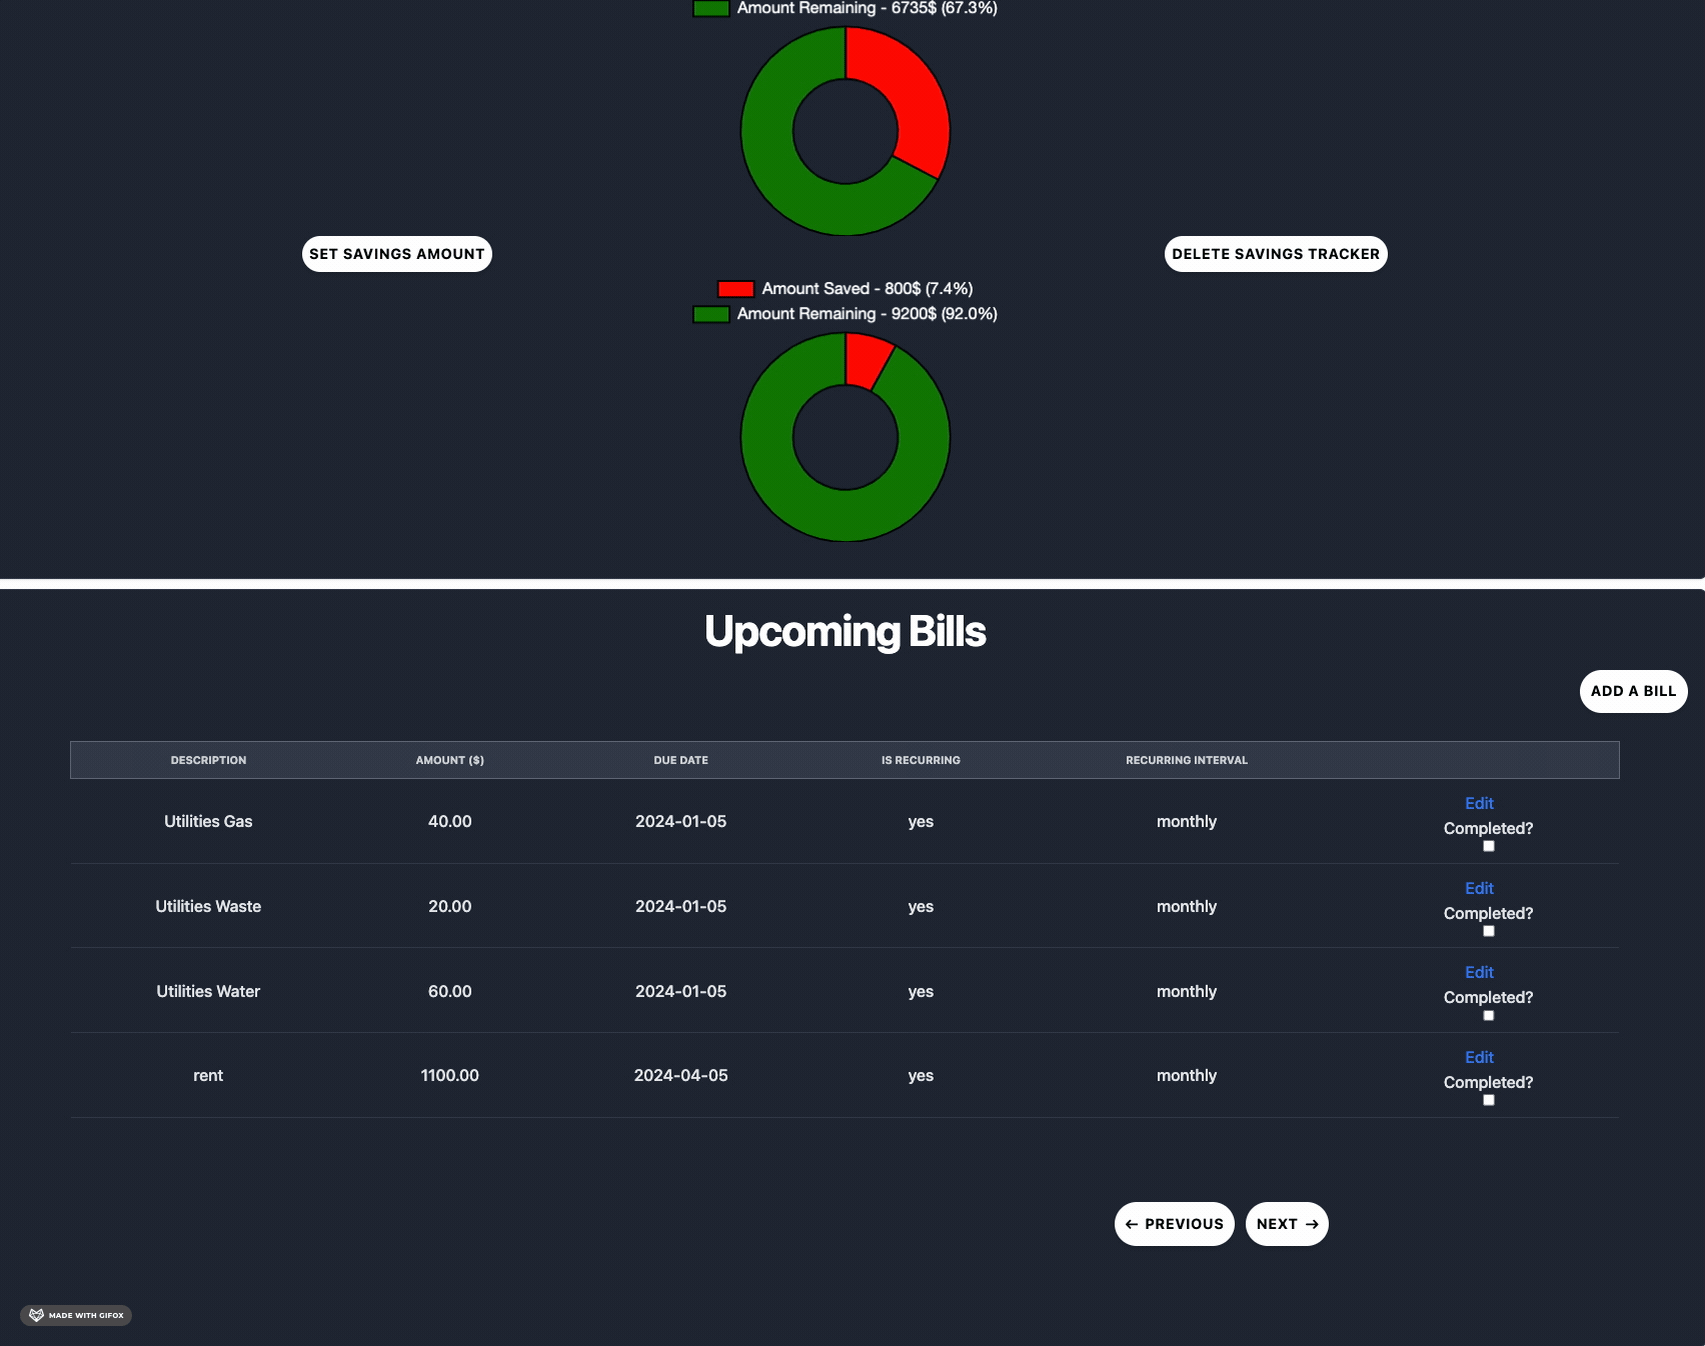 Amount Remaining - 6735$ (67.3%)
SET SAVINGS AMOUNT
DELETE SAVINGS TRACKER
Amount Saved - 800$ (7.4%)
Amount Remaining - 9200$ (92.0%)
Upcoming Bills
ADD A BILL
DESCRIPTION AMOUNT ($) DUE DATE IS RECURRING RECURRING INTERVAL
Utilities Gas 40.00 2024-01-05 yes monthly Edit
Completed?
Utilities Waste 20.00 2024-01-05 yes monthly Edit
Completed?
Utilities Water 60.00 2024-01-05 yes monthly Edit
Completed?
rent 1100.00 2024-04-05 yes monthly Edit
Completed?
← PREVIOUS NEXT →
MADE WITH GIFOX